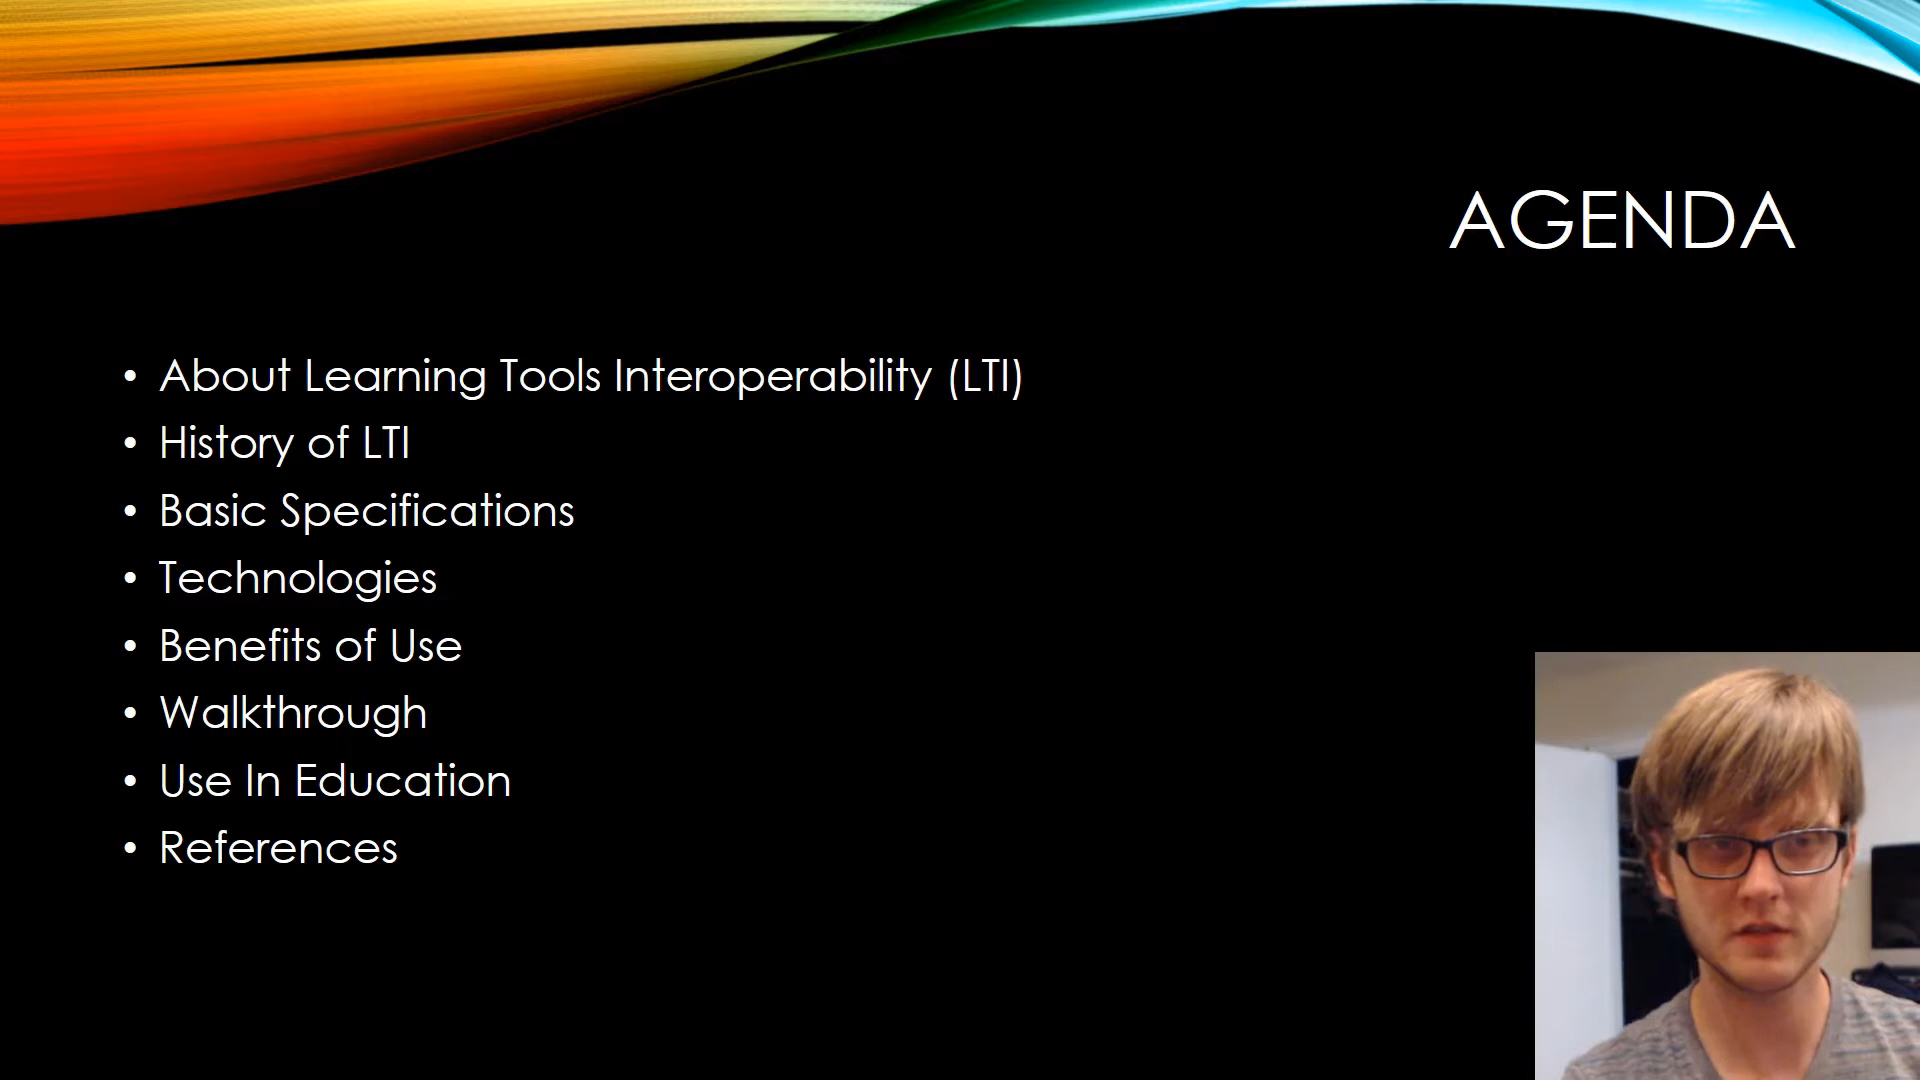 AGENDA
• About Learning Tools Interoperability (LTI)
• History of LTI
• Basic Specifications
• Technologies
• Benefits of Use
• Walkthrough
• Use In Education
• References